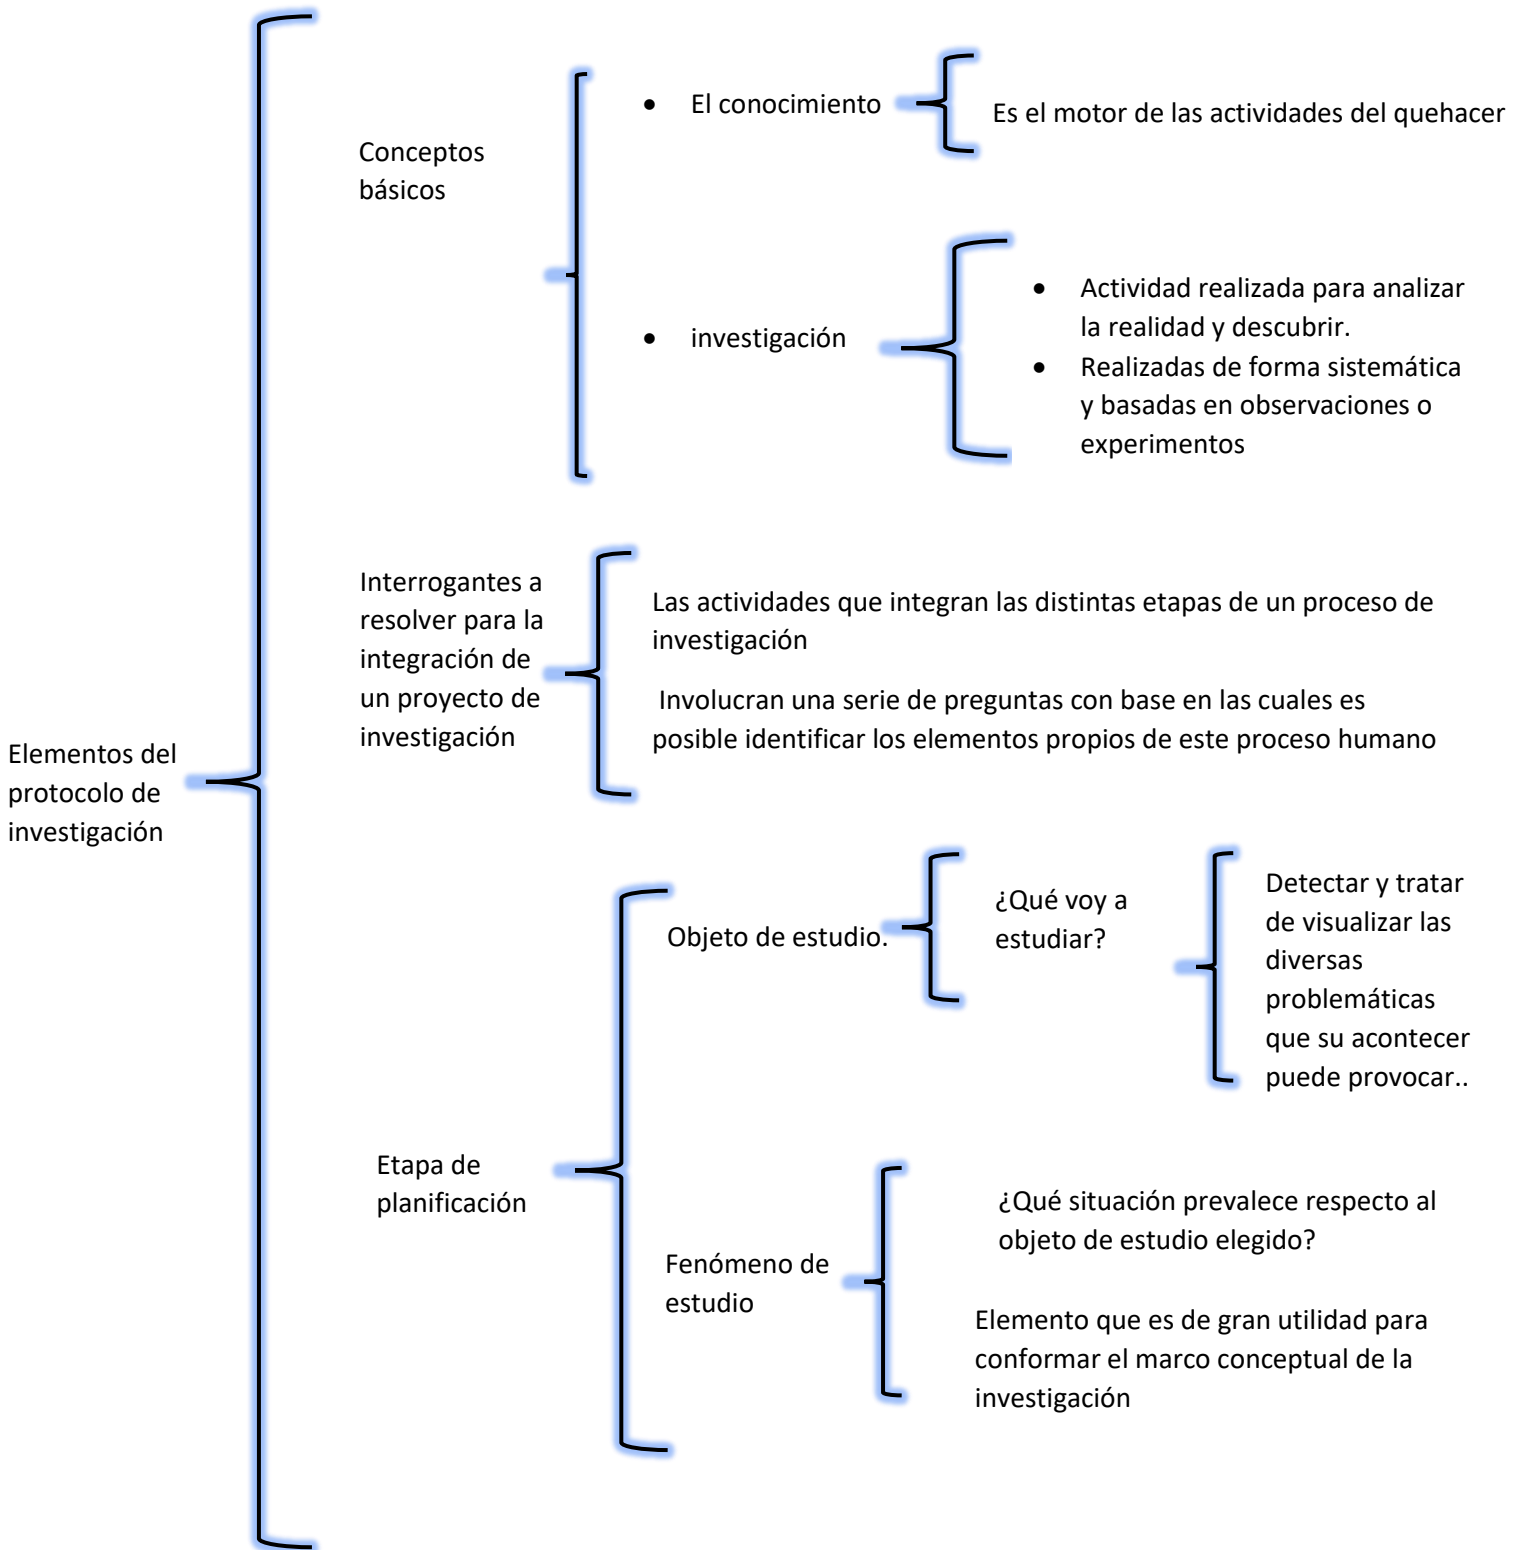 Elementos del
protocolo de
investigación
Conceptos
básicos
• El conocimiento
Es el motor de las actividades del quehacer
• investigación
• Actividad realizada para analizar
la realidad y descubrir.
• Realizadas de forma sistemática
y basadas en observaciones o
experimentos
Interrogantes a
resolver para la
integración de
un proyecto de
investigación
Las actividades que integran las distintas etapas de un proceso de
investigación
Involucran una serie de preguntas con base en las cuales es
posible identificar los elementos propios de este proceso humano
Etapa de
planificación
Objeto de estudio.
¿Qué voy a
estudiar?
Detectar y tratar
de visualizar las
diversas
problemáticas
que su acontecer
puede provocar..
Fenómeno de
estudio
¿Qué situación prevalece respecto al
objeto de estudio elegido?
Elemento que es de gran utilidad para
conformar el marco conceptual de la
investigación